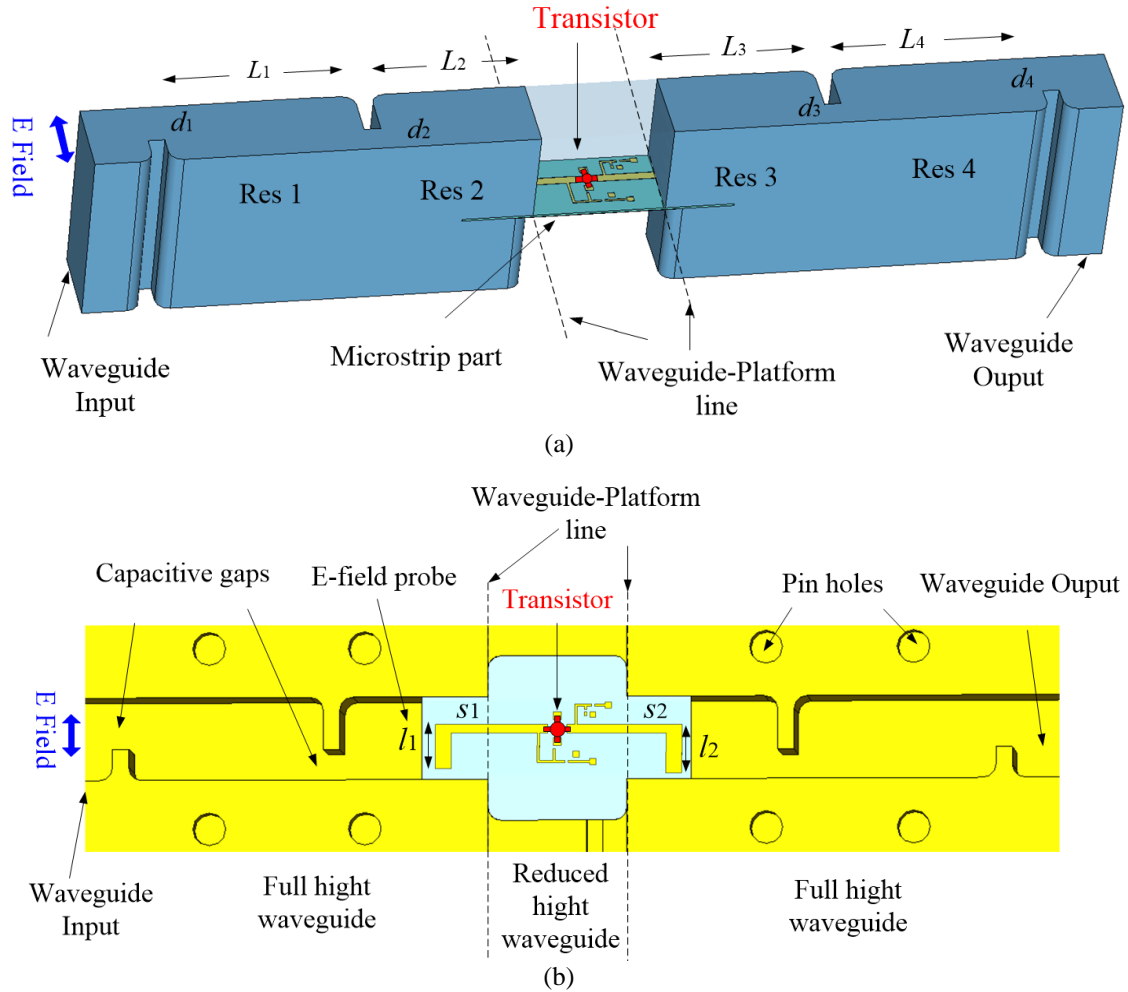 Transistor
L1
L2
L3
L4
E Field
d1
d2
d3
d4
Res 1
Res 2
Res 3
Res 4
Waveguide
Input
Microstrip part
Waveguide-Platform
line
Waveguide
Ouput
(a)
Waveguide-Platform
line
Capacitive gaps
E-field probe
Transistor
Pin holes
Waveguide Ouput
E Field
s1
s2
l1
l2
Waveguide
Input
Full hight
waveguide
Reduced
hight
waveguide
Full hight
waveguide
(b)